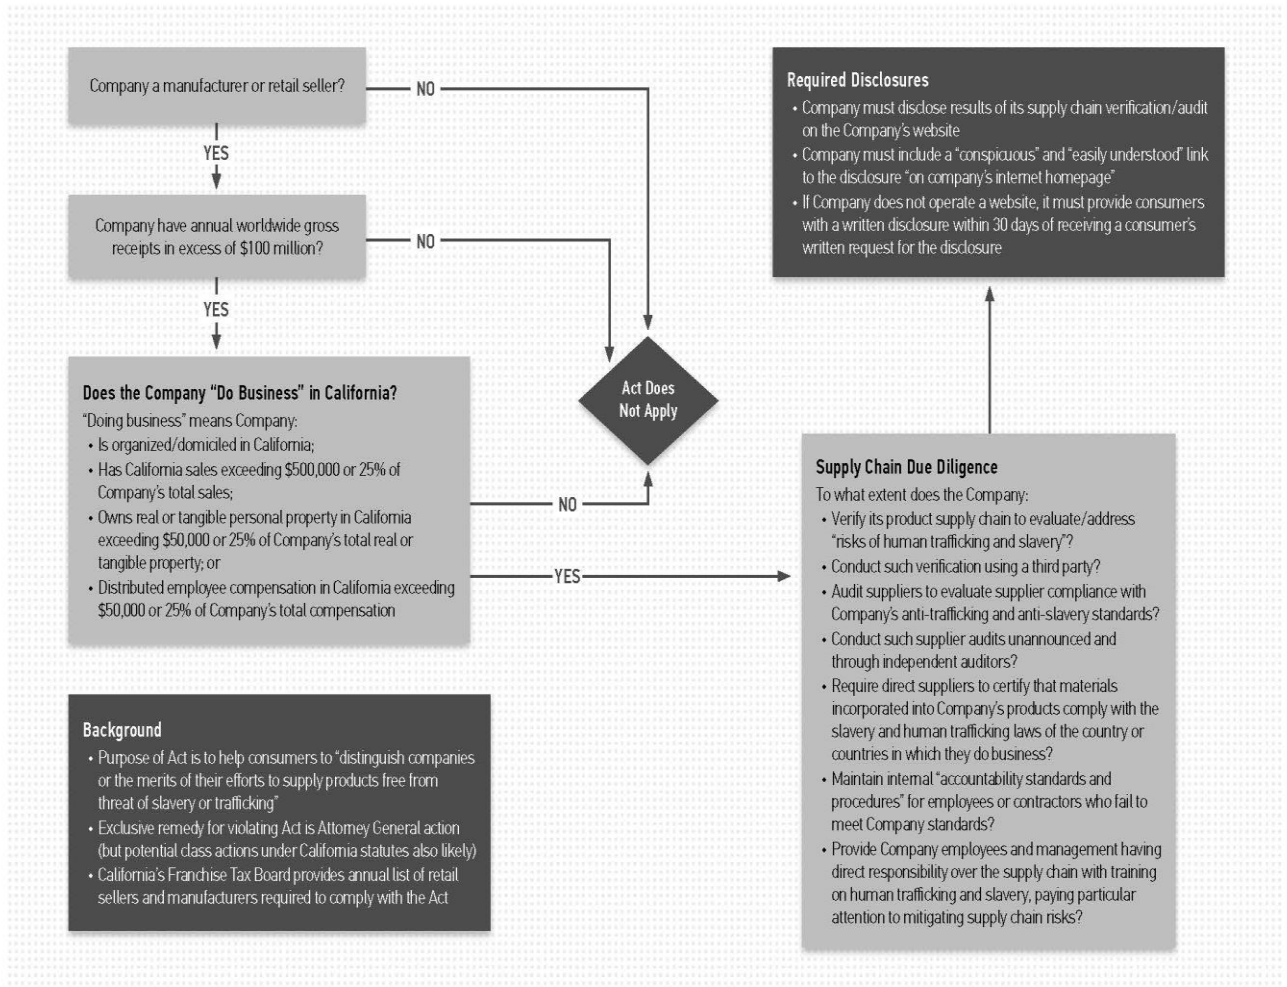 Company a manufacturer or retail seller?
NO
YES
Company have annual worldwide gross
receipts in excess of $100 million?
NO
YES
Does the Company “Do Business” in California?
“Doing business” means Company:
• Is organized/domiciled in California;
• Has California sales exceeding $500,000 or 25% of
Company’s total sales;
• Owns real or tangible personal property in California
exceeding $50,000 or 25% of Company’s total real or
tangible property; or
• Distributed employee compensation in California exceeding
$50,000 or 25% of Company’s total compensation
NO
YES
Act Does
Not Apply
Supply Chain Due Diligence
To what extent does the Company:
• Verify its product supply chain to evaluate/address
“risks of human trafficking and slavery”?
• Conduct such verification using a third party?
• Audit suppliers to evaluate supplier compliance with
Company’s anti-trafficking and anti-slavery standards?
• Conduct such supplier audits unannounced and
through independent auditors?
• Require direct suppliers to certify that materials
incorporated into Company’s products comply with the
slavery and human trafficking laws of the country or
countries in which they do business?
• Maintain internal “accountability standards and
procedures” for employees or contractors who fail to
meet Company standards?
• Provide Company employees and management having
direct responsibility over the supply chain with training
on human trafficking and slavery, paying particular
attention to mitigating supply chain risks?
Required Disclosures
• Company must disclose results of its supply chain verification/audit
on the Company’s website
• Company must include a “conspicuous” and “easily understood” link
to the disclosure “on company’s internet homepage”
• If Company does not operate a website, it must provide consumers
with a written disclosure within 30 days of receiving a consumer’s
written request for the disclosure
Background
• Purpose of Act is to help consumers to “distinguish companies
or the merits of their efforts to supply products free from
threat of slavery or trafficking”
• Exclusive remedy for violating Act is Attorney General action
(but potential class actions under California statutes also likely)
• California’s Franchise Tax Board provides annual list of retail
sellers and manufacturers required to comply with the Act